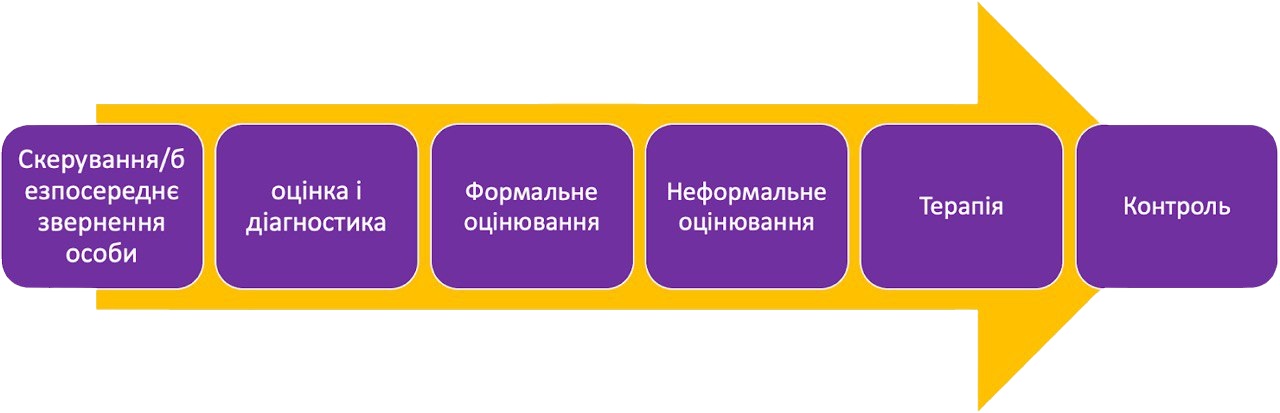 Скерування/б
езпосереднє
звернення
особи
оцінка і
діагностика
Формальне
оцінювання
Неформальне
оцінювання
Терапія
Контроль